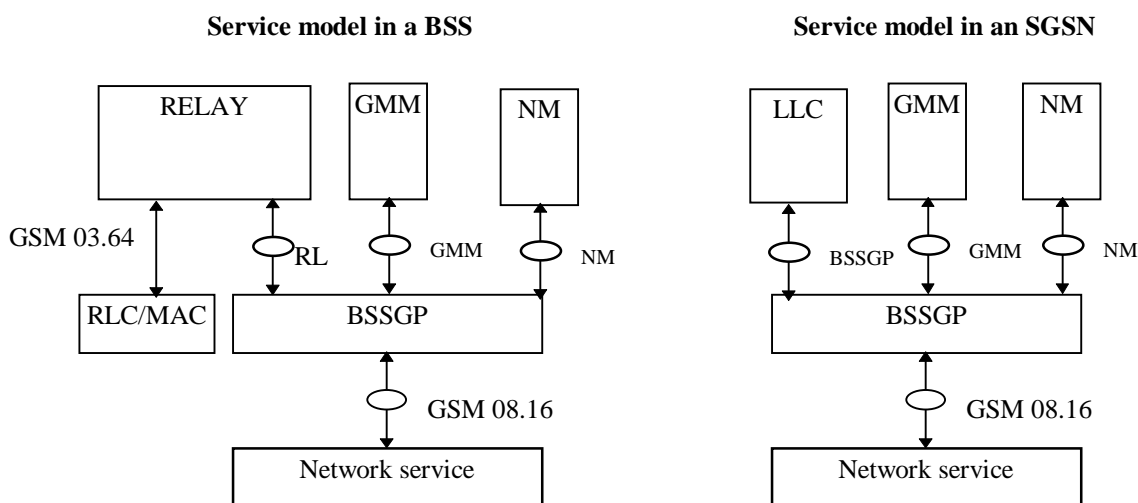 Service model in a BSS
RELAY
GMM
NM
GSM 03.64
RL
GMM
NM
RLC/MAC
BSSGP
GSM 08.16
Network service
Service model in an SGSN
LLC
GMM
NM
BSSGP
GMM
NM
BSSGP
GSM 08.16
Network service